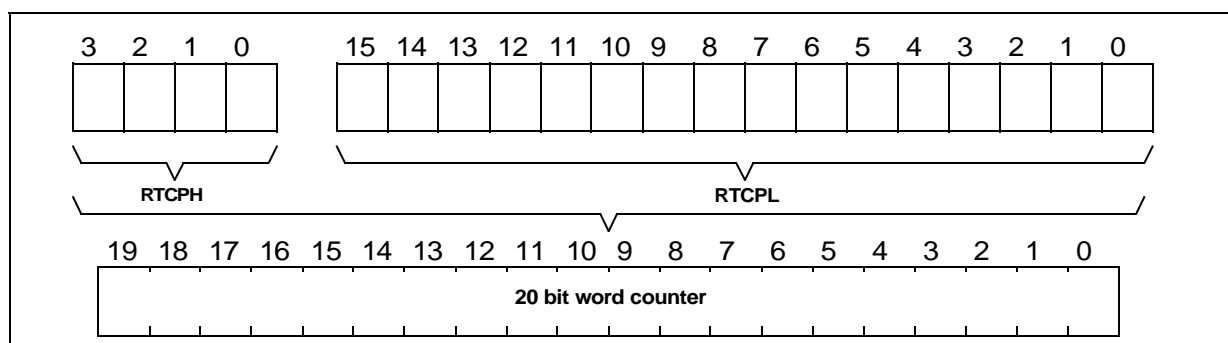 3 2 1 0 15 14 13 12 11 10 9 8 7 6 5 4 3 2 1 0
RTCPH RTCPL
19 18 17 16 15 14 13 12 11 10 9 8 7 6 5 4 3 2 1 0
20 bit word counter